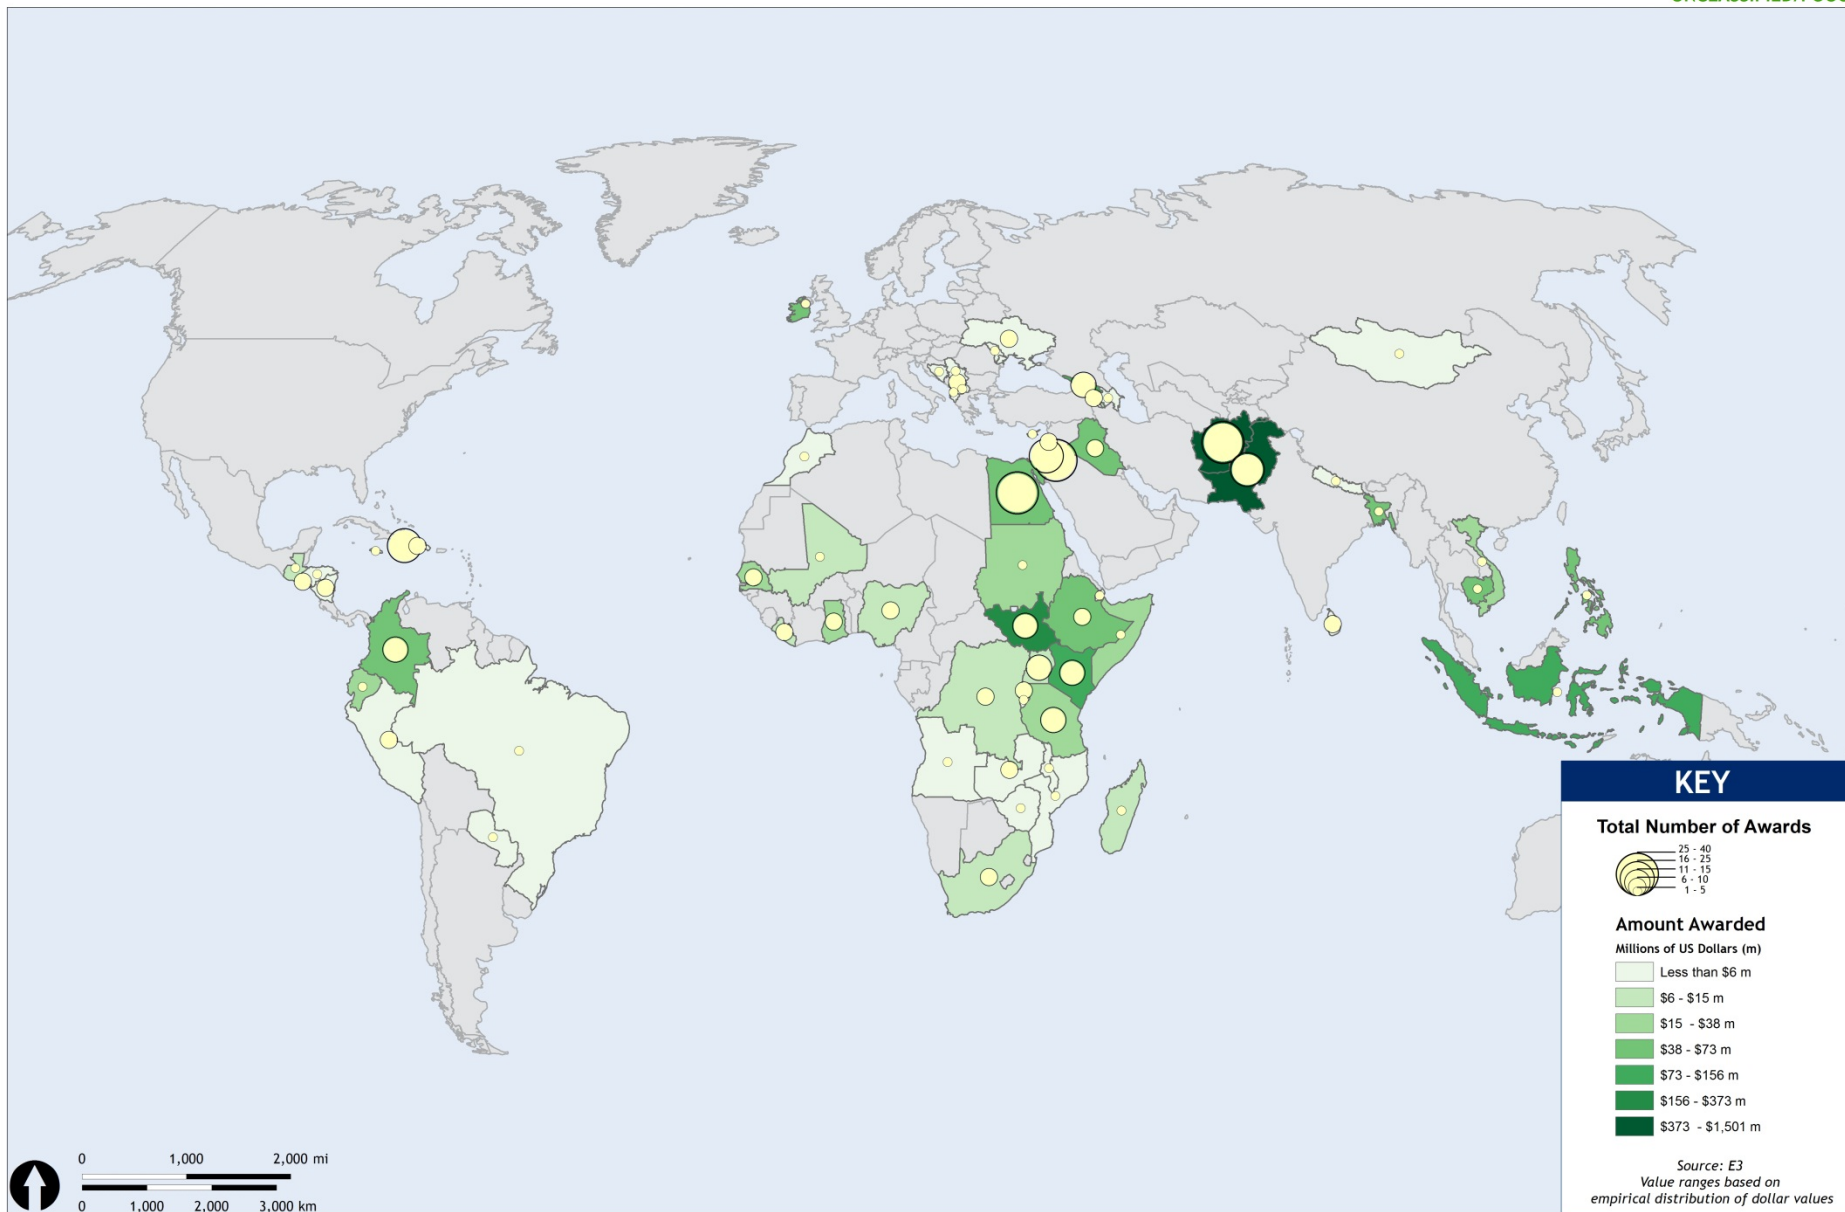 KEY
Total Number of Awards
25 - 40
16 - 25
11 - 15
6 - 10
1 - 5
Amount Awarded
Millions of US Dollars (m)
Less than $6 m
$6 - $15 m
$15 - $38 m
$38 - $73 m
$73 - $156 m
$156 - $373 m
$373 - $1,501 m
Source: E3
Value ranges based on
empirical distribution of dollar values
0 1,000 2,000 mi
0 1,000 2,000 3,000 km